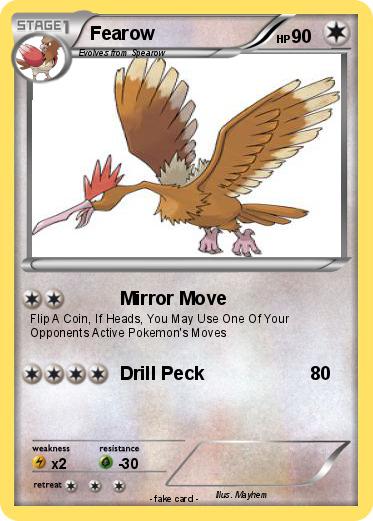 STAGE1
Fearow
HP90
Evolves from Spearow
Mirror Move
Flip A Coin, If Heads, You May Use One Of Your
Opponents Active Pokemon's Moves
Drill Peck 80
weakness resistance
x2 -30
retreat
- fake card -
Illus. Mayhem